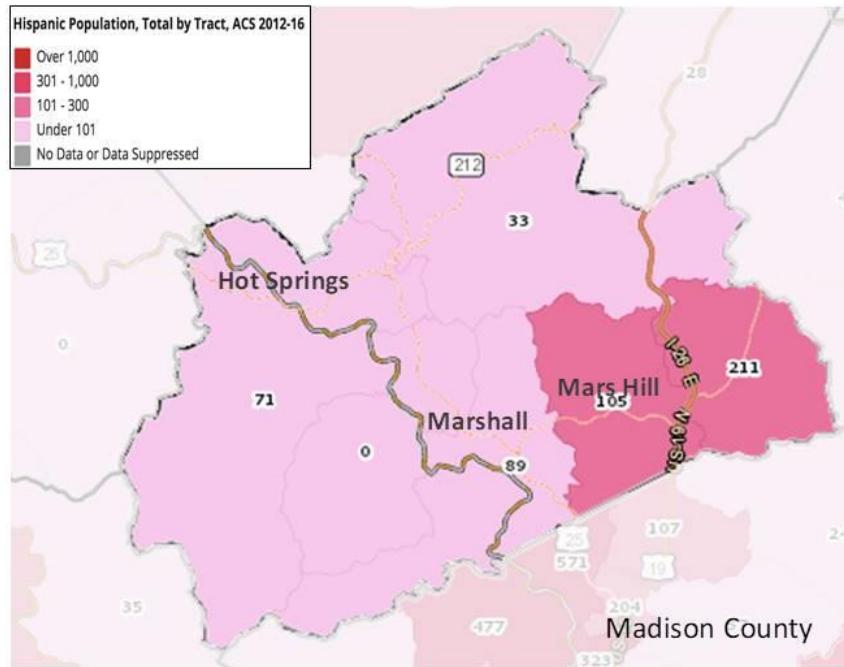 Hispanic Population, Total by Tract, ACS 2012-16
Over 1,000
301 - 1,000
101 - 300
Under 101
No Data or Data Suppressed
28
212
33
25
Hot Springs
0
I-26 E
211
Mars Hill
105
71
Marshall
0
89
107
25
571
19
35
204
477
Madison County
323